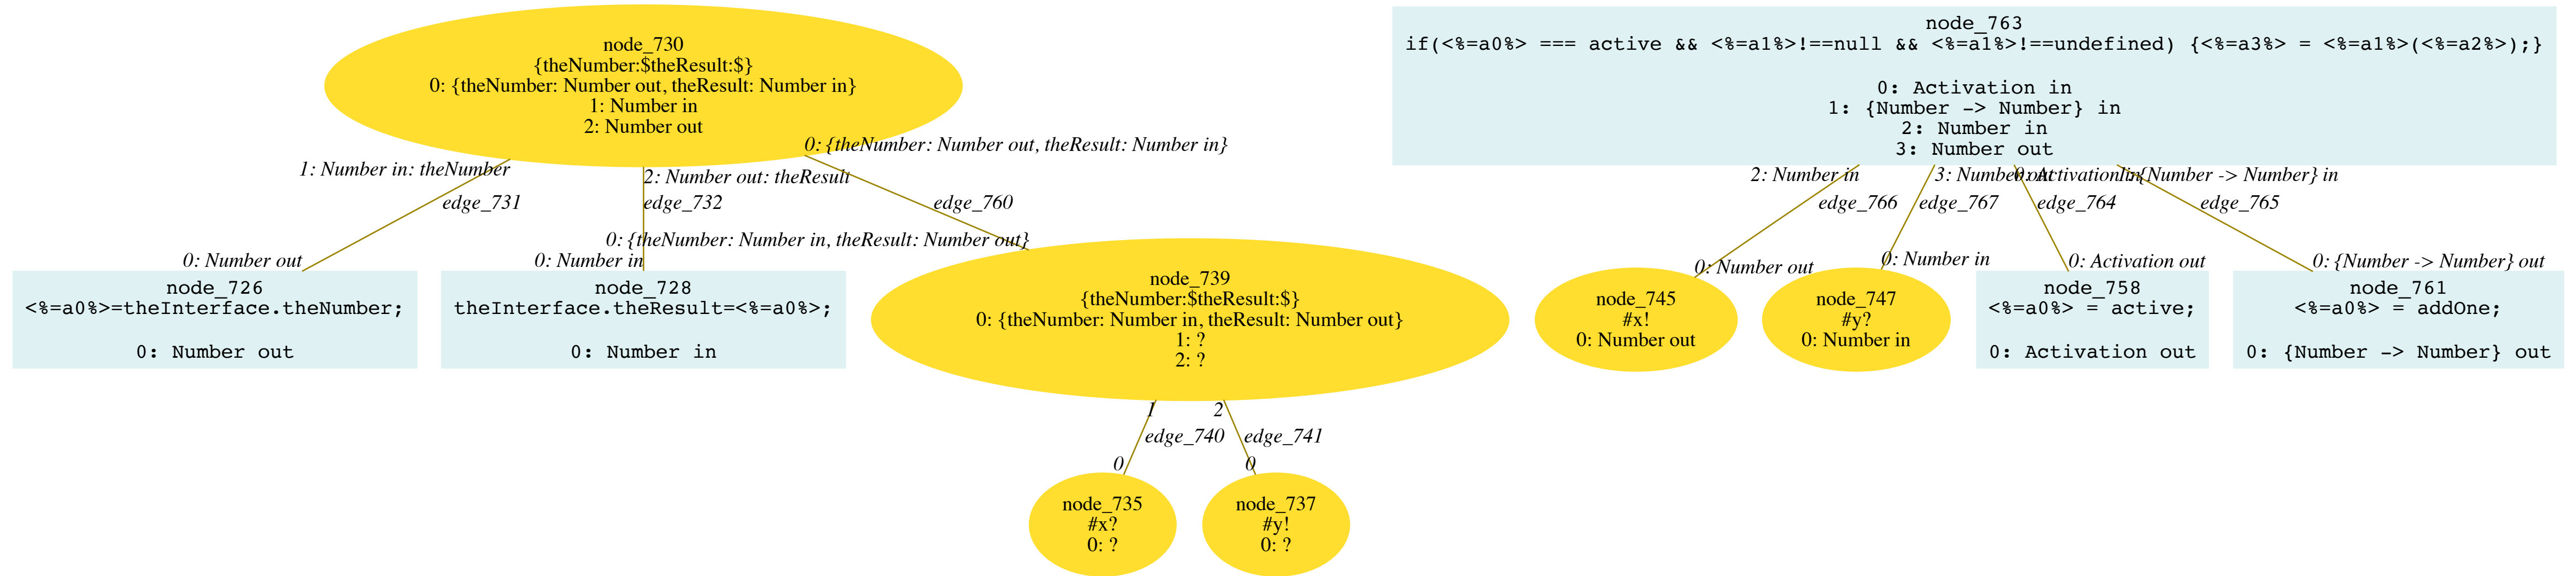 node_730
{theNumber:$theResult:$}
0: {theNumber: Number out, theResult: Number in}
1: Number in
2: Number out
node_763
if(<%=a0%> === active && <%=a1%>!==null && <%=a1%>!==undefined) {<%=a3%> = <%=a1%>(<%=a2%>);}
0: Activation in
1: {Number -> Number} in
2: Number in
3: Number out
0: {theNumber: Number out, theResult: Number in}
1: Number in: theNumber
2: Number out: theResult
2: Number in
3: Number out
0: Activation in
1: {Number -> Number} in
edge_731
edge_732
edge_760
edge_766
edge_767
edge_764
edge_765
0: {theNumber: Number in, theResult: Number out}
0: Number out
0: Number in
0: Number out
0: Number in
0: Activation out
0: {Number -> Number} out
node_726
<%=a0%>=theInterface.theNumber;
0: Number out
node_728
theInterface.theResult=<%=a0%>;
0: Number in
node_739
{theNumber:$theResult:$}
0: {theNumber: Number in, theResult: Number out}
1: ?
2: ?
node_745
#x!
0: Number out
node_747
#y?
0: Number in
node_758
<%=a0%> = active;
0: Activation out
node_761
<%=a0%> = addOne;
0: {Number -> Number} out
1
2
edge_740
edge_741
0
0
node_735
#x?
0: ?
node_737
#y!
0: ?